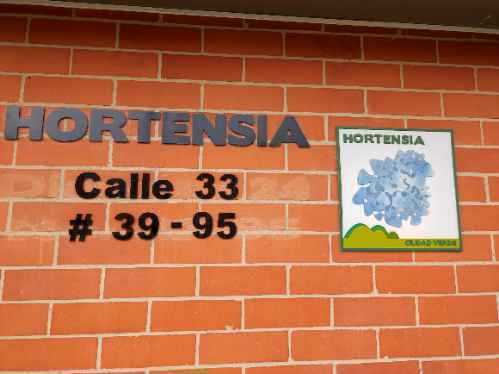 HORTENSIA
Calle 33
# 39-95
HORTENSIA
CIUDAD VERDE